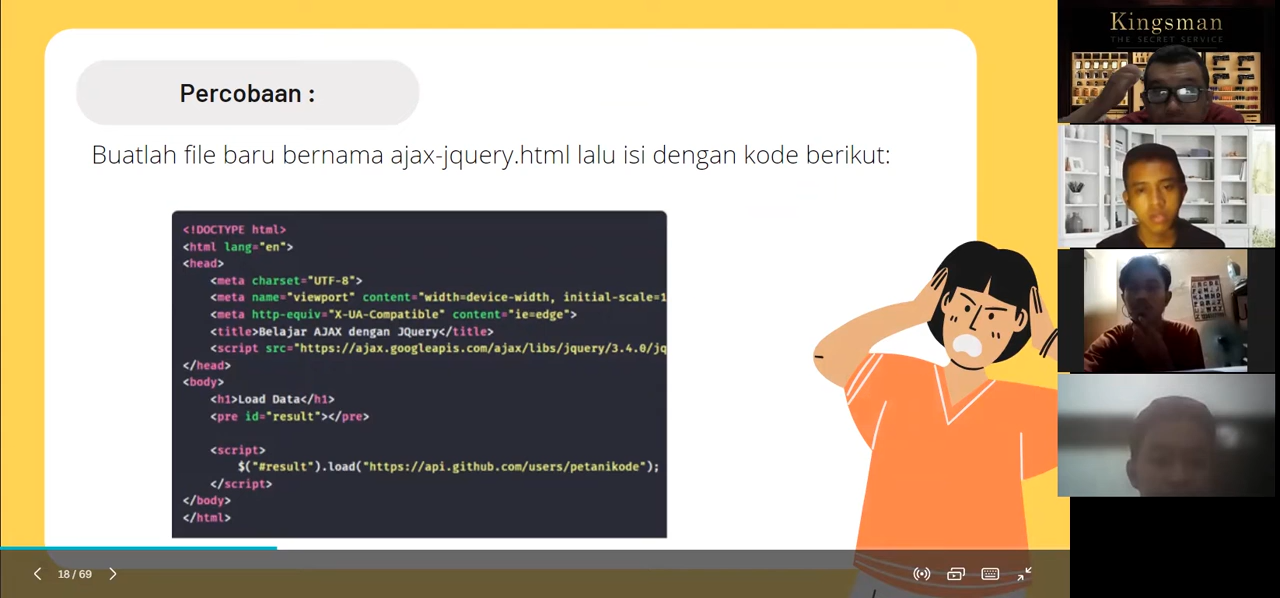 Percobaan :
Buatlah file baru bernama ajax-jquery.html lalu isi dengan kode berikut:
<!DOCTYPE html>
<html lang="en">
<head>
<meta charset="UTF-8">
<meta name="viewport" content="width=device-width, initial-scale=1
<meta http-equiv="X-UA-Compatible" content="ie=edge">
<title>Belajar AJAX dengan JQuery</title>
<script src="https://ajax.googleapis.com/ajax/libs/jquery/3.4.0/jq
</head>
<body>
<h1>Load Data</h1>
<pre id="result"></pre>
<script>
$("#result").load("https://api.github.com/users/petanikode");
</script>
</body>
</html>
18 / 69
Kingsman
THE SECRET SERVICE